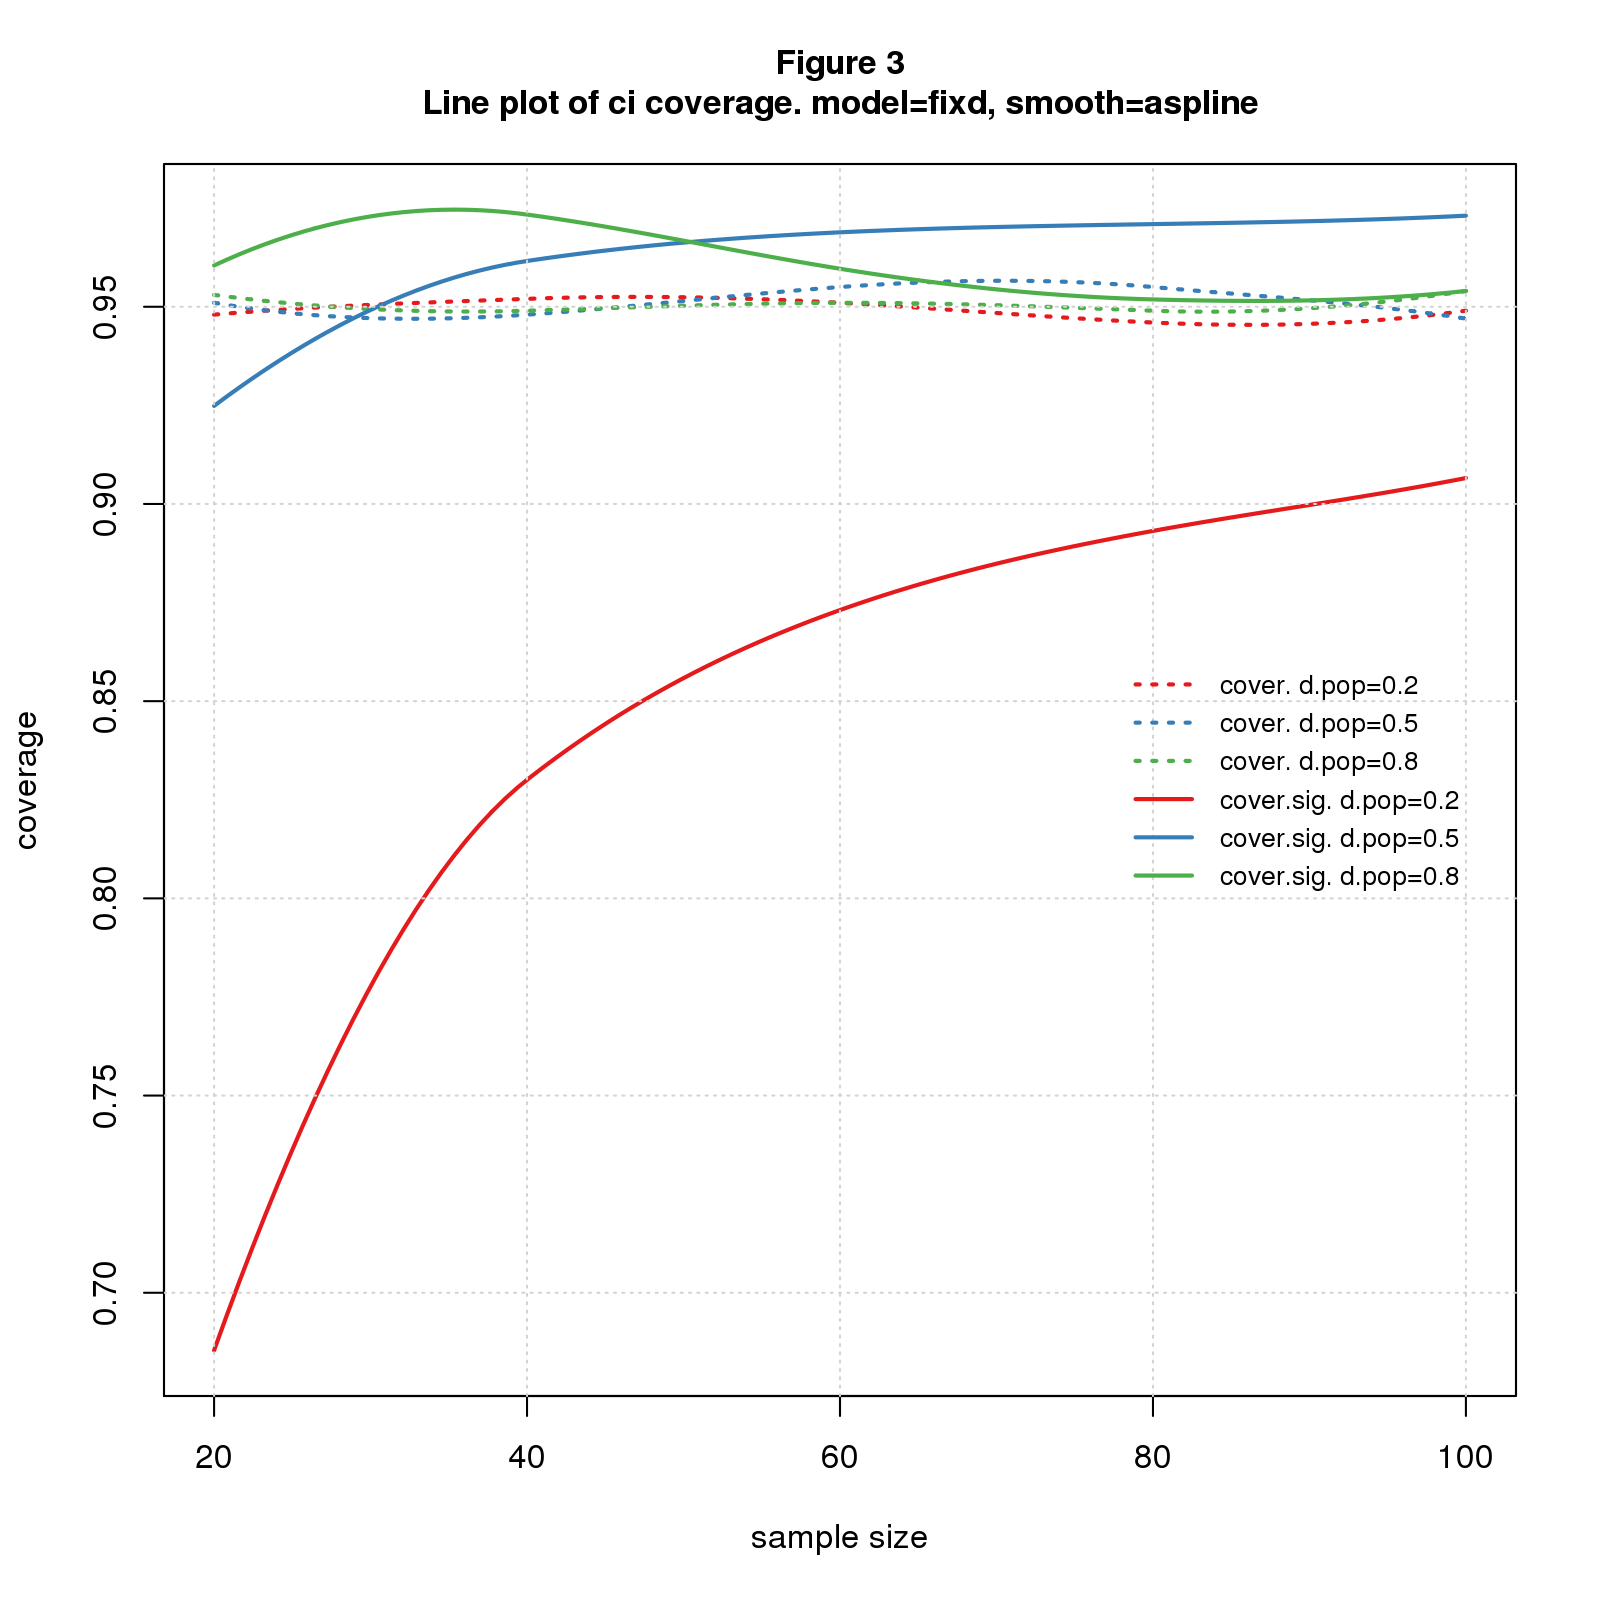 Figure 3
Line plot of ci coverage. model=fixd, smooth=aspline
coverage
0.95
0.90
0.85
0.80
0.75
0.70
cover. d.pop=0.2
cover. d.pop=0.5
cover. d.pop=0.8
cover.sig. d.pop=0.2
cover.sig. d.pop=0.5
cover.sig. d.pop=0.8
20 40 60 80 100
sample size